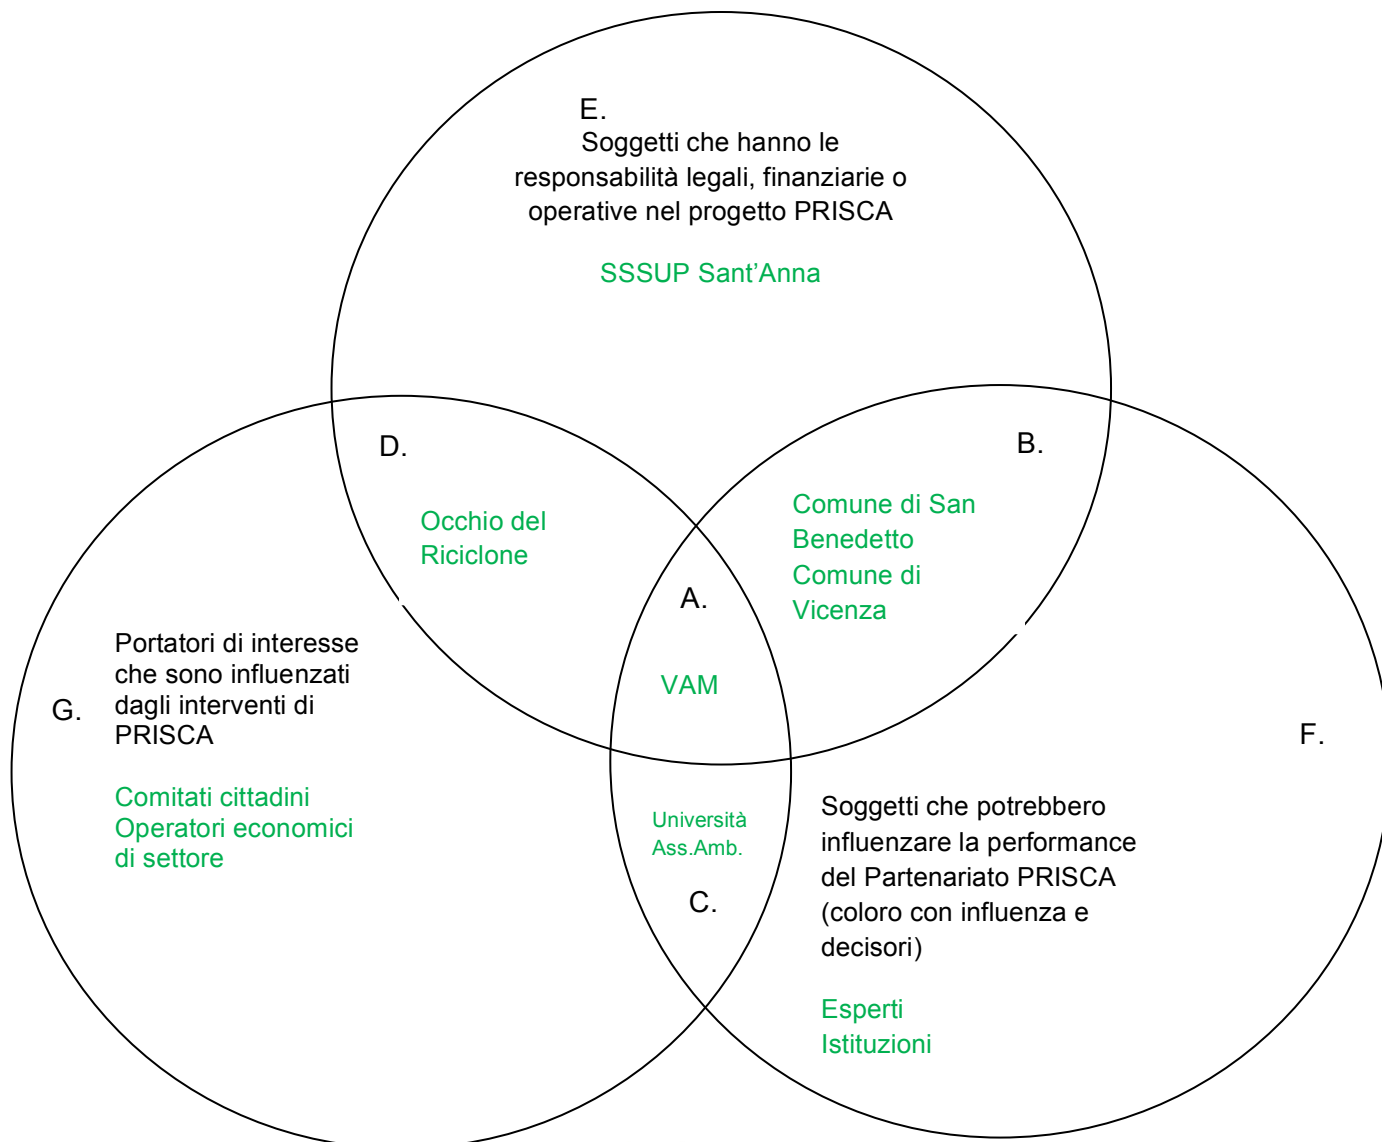 E.
Soggetti che hanno le
responsabilità legali, finanziarie o
operative nel progetto PRISCA
SSSUP Sant'Anna
D.
Occhio del
Riciclone
B.
Comune di San
Benedetto
Comune di
Vicenza
A.
VAM
G.
Portatori di interesse
che sono influenzati
dagli interventi di
PRISCA
Comitati cittadini
Operatori economici
di settore
Università
Ass.Amb.
C.
F.
Soggetti che potrebbero
influenzare la performance
del Partenariato PRISCA
(coloro con influenza e
decisori)
Esperti
Istituzioni